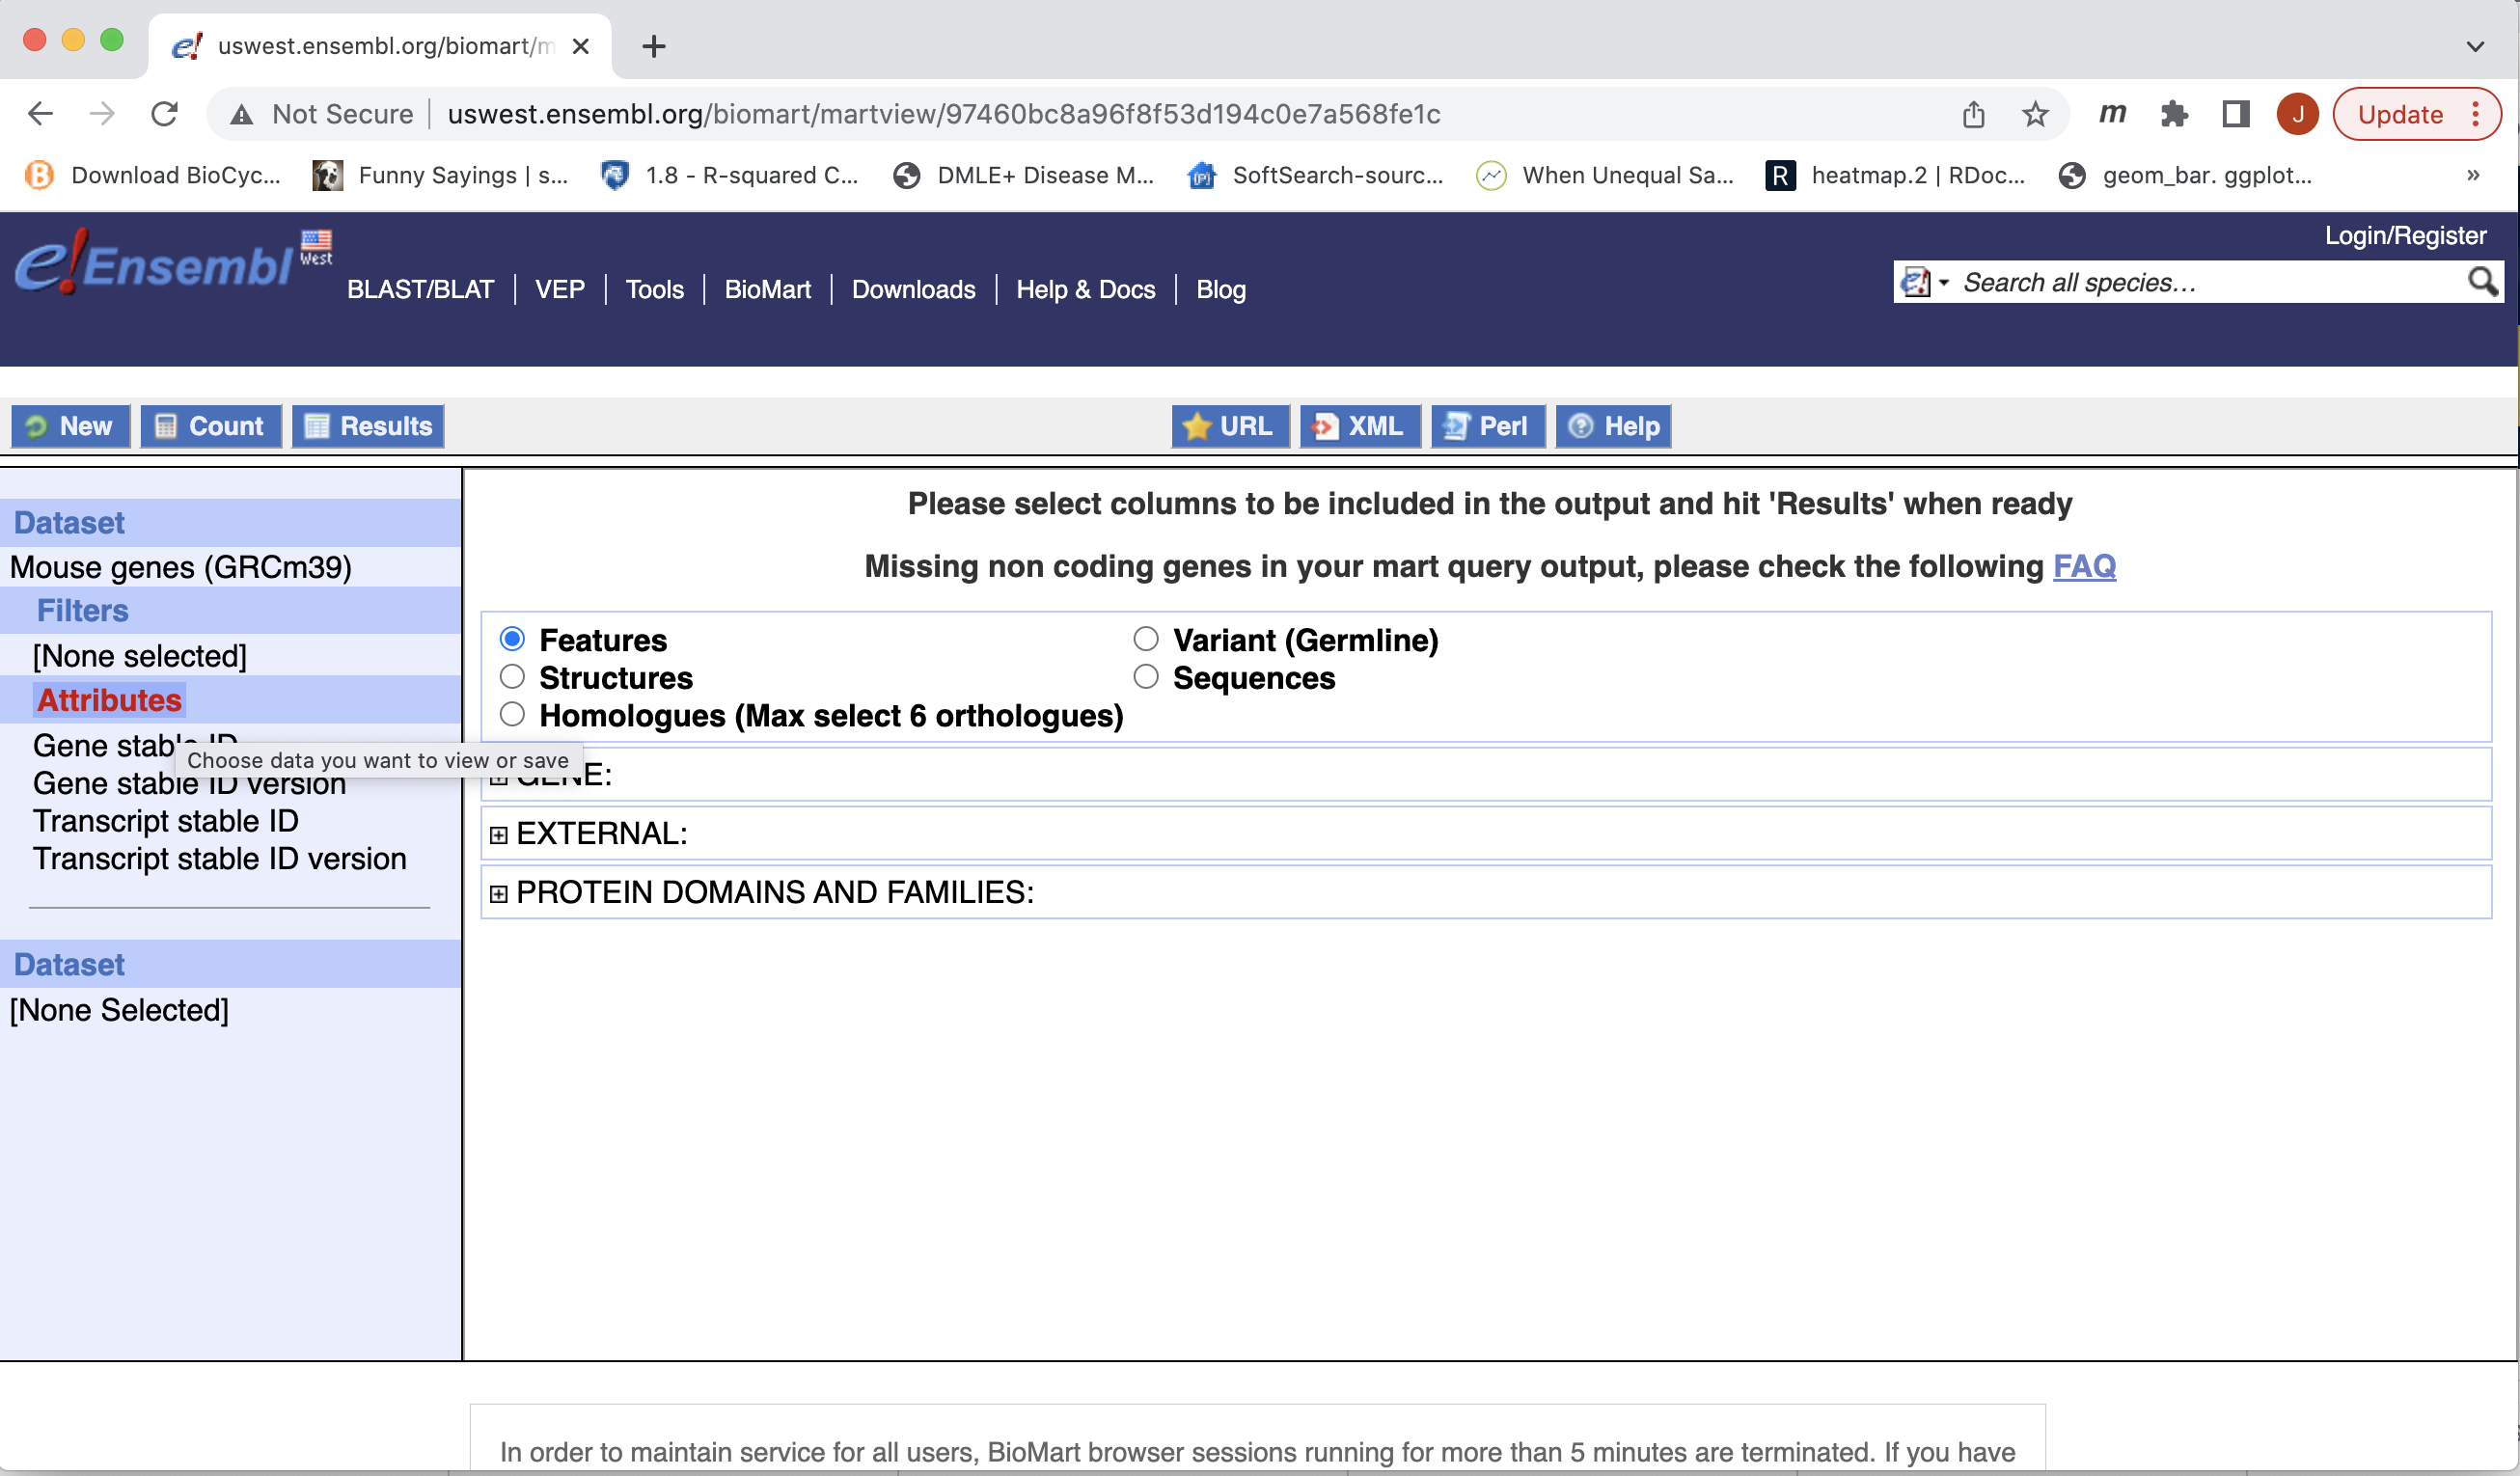 uswest.ensembl.org/biomart/m
Not Secure
uswest.ensembl.org/biomart/martview/97460bc8a96f8f53d194c0e7a568fe1c
m
J
Update
Download BioCyc...
Funny Sayings | s...
1.8 - R-squared C...
DMLE+ Disease M...
SoftSearch-sourc...
When Unequal Sa...
R
heatmap.2 | RDoc...
geom_bar. ggplot...
»
e!Ensembl
West
BLAST/BLAT | VEP | Tools | BioMart | Downloads | Help & Docs | Blog
Login/Register
Search all species...
New
Count
Results
URL
XML
Perl
Help
Dataset
Mouse genes (GRCm39)
Filters
[None selected]
Attributes
Gene stable ID
Choose data you want to view or save
Gene stable ID version
Transcript stable ID
Transcript stable ID version
Dataset
[None Selected]
Please select columns to be included in the output and hit 'Results' when ready
Missing non coding genes in your mart query output, please check the following FAQ
Features
Variant (Germline)
Structures
Sequences
Homologues (Max select 6 orthologues)
GENE:
EXTERNAL:
PROTEIN DOMAINS AND FAMILIES:
In order to maintain service for all users, BioMart browser sessions running for more than 5 minutes are terminated. If you have